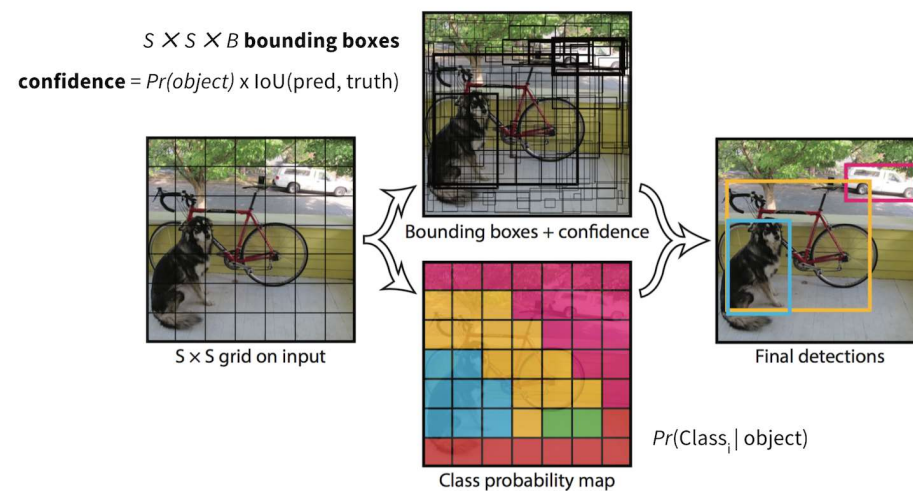 S × S × B bounding boxes
confidence = Pr(object) x IoU(pred, truth)
Bounding boxes + confidence
S × S grid on input
Final detections
Pr(Classᵢ | object)
Class probability map